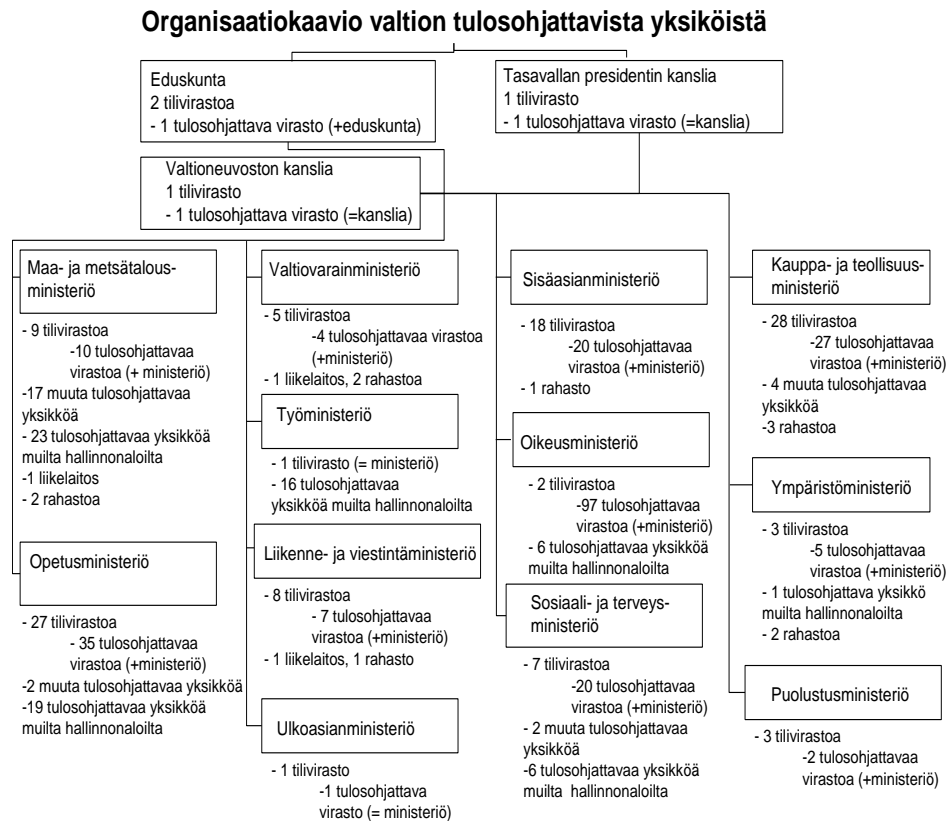 Organisaatiokaavio valtion tulosohjattavista yksiköistä
Eduskunta
2 tilivirastoa
- 1 tulosohjattava virasto (+eduskunta)
Tasavallan presidentin kanslia
1 tilivirasto
- 1 tulosohjattava virasto (=kanslia)
Valtioneuvoston kanslia
1 tilivirasto
- 1 tulosohjattava virasto (=kanslia)
Maa- ja metsätalous-
ministeriö
- 9 tilivirastoa
-10 tulosohjattavaa
virastoa (+ ministeriö)
-17 muuta tulosohjattavaa
yksikköä
- 23 tulosohjattavaa yksikköä
muilta hallinnonaloilta
-1 liikelaitos
- 2 rahastoa
Opetusministeriö
- 27 tilivirastoa
- 35 tulosohjattavaa
virastoa (+ministeriö)
-2 muuta tulosohjattavaa yksikköä
-19 tulosohjattavaa yksikköä
muilta hallinnonaloilta
Valtiovarainministeriö
- 5 tilivirastoa
-4 tulosohjattavaa virastoa
(+ministeriö)
- 1 liikelaitos, 2 rahastoa
Työministeriö
- 1 tilivirasto (= ministeriö)
- 16 tulosohjattavaa
yksikköä muilta hallinnonaloilta
Liikenne- ja viestintäministeriö
- 8 tilivirastoa
- 7 tulosohjattavaa
virastoa (+ministeriö)
- 1 liikelaitos, 1 rahasto
Ulkoasianministeriö
- 1 tilivirasto
-1 tulosohjattava
virasto (= ministeriö)
Sisäasianministeriö
- 18 tilivirastoa
-20 tulosohjattavaa
virastoa (+ministeriö)
- 1 rahasto
Oikeusministeriö
- 2 tilivirastoa
-97 tulosohjattavaa
virastoa (+ministeriö)
- 6 tulosohjattavaa yksikköä
muilta hallinnonaloilta
Sosiaali- ja terveys-
ministeriö
- 7 tilivirastoa
-20 tulosohjattavaa
virastoa (+ministeriö)
- 2 muuta tulosohjattavaa
yksikköä
-6 tulosohjattavaa yksikköä
muilta hallinnonaloilta
Kauppa- ja teollisuus-
ministeriö
- 28 tilivirastoa
-27 tulosohjattavaa
virastoa (+ministeriö)
- 4 muuta tulosohjattavaa
yksikköä
-3 rahastoa
Ympäristöministeriö
- 3 tilivirastoa
-5 tulosohjattavaa
virastoa (+ministeriö)
- 1 tulosohjattava yksikkö
muilta hallinnonaloilta
- 2 rahastoa
Puolustusministeriö
- 3 tilivirastoa
-2 tulosohjattavaa
virastoa (+ministeriö)